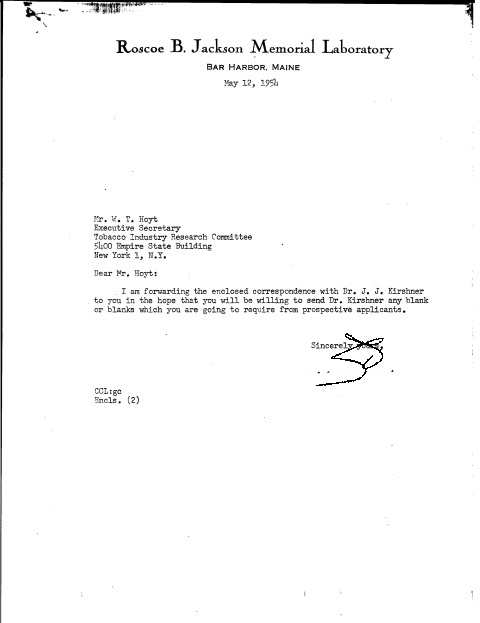 Roscoe B. Jackson Memorial Laboratory
Bar Harbor, Maine
May 12, 1954
Mr. W. T. Hoyt
Executive Secretary
Tobacco Industry Research Committee
5400 Empire State Building
New York 1, N.Y.
Dear Mr. Hoyt:
I am forwarding the enclosed correspondence with Dr. J. J. Kirshner
to you in the hope that you will be willing to send Dr. Kirshner any blank
or blanks which you are going to require from prospective applicants.
Sincerely yours,
CCL:gc
Encls. (2)